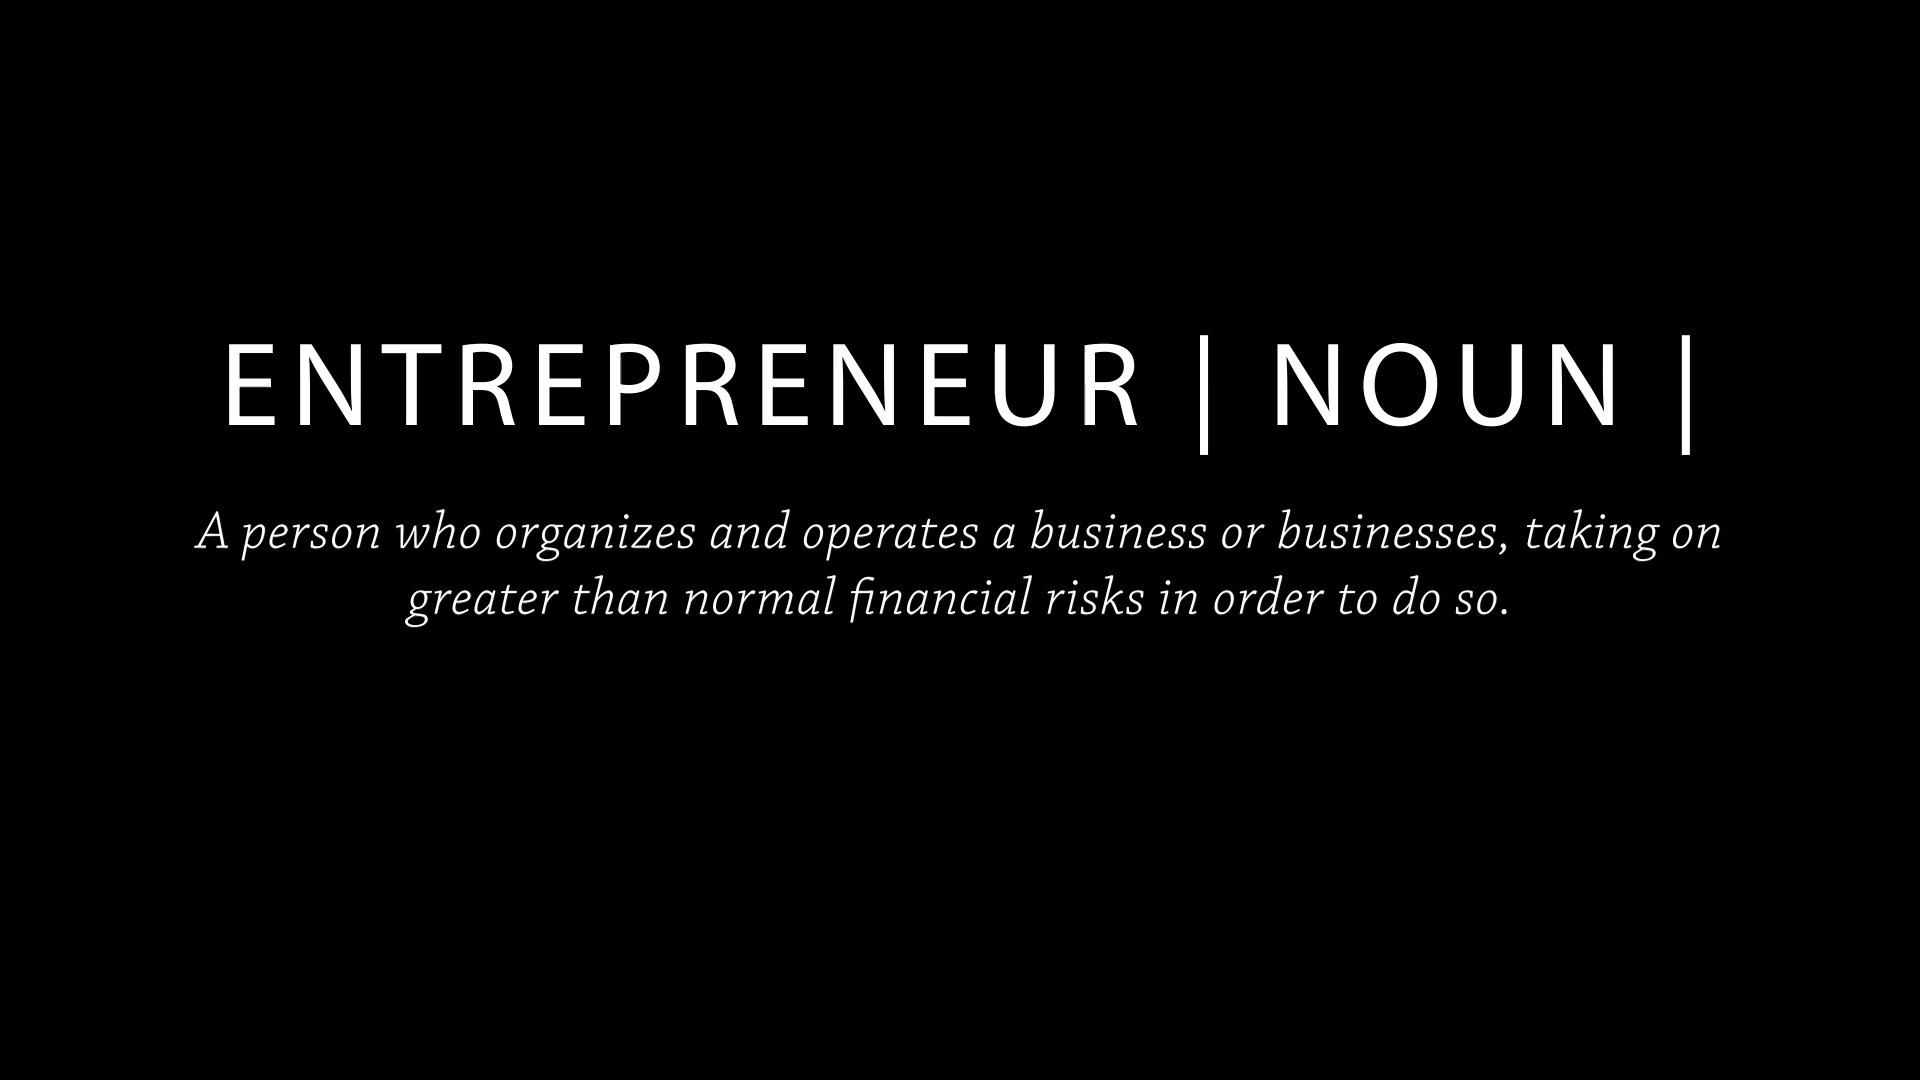 ENTREPRENEUR | NOUN |
A person who organizes and operates a business or businesses, taking on
greater than normal financial risks in order to do so.